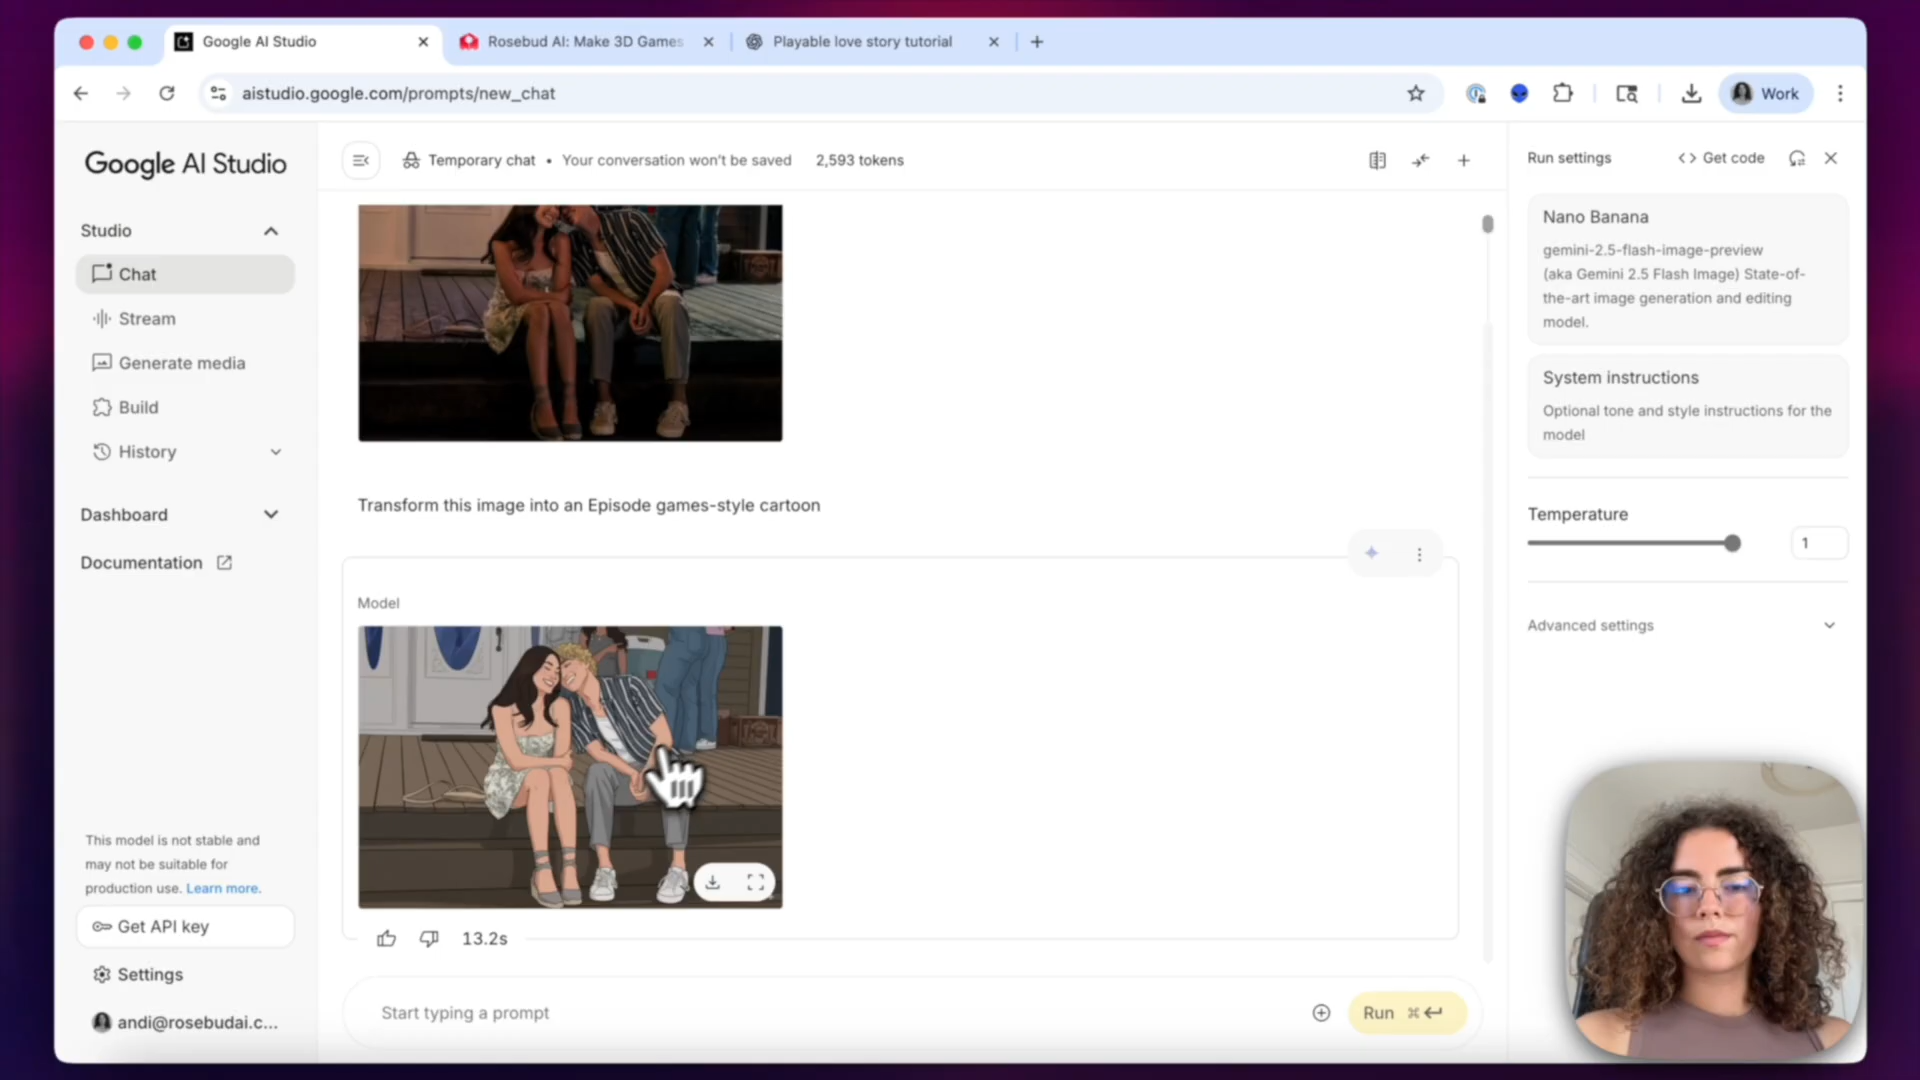 Google AI Studio
Rosebud AI: Make 3D Games
Playable love story tutorial
aistudio.google.com/prompts/new_chat
Work
Google AI Studio
Studio
Chat
Stream
Generate media
Build
History
Dashboard
Documentation
This model is not stable and
may not be suitable for
production use. Learn more.
Get API key
Settings
andi@rosebudai.c...
Temporary chat • Your conversation won't be saved 2,593 tokens
Transform this image into an Episode games-style cartoon
Model
13.2s
Start typing a prompt
Run ⌘↵
Run settings
<> Get code
Nano Banana
gemini-2.5-flash-image-preview
(aka Gemini 2.5 Flash Image) State-of-
the-art image generation and editing
model.
System instructions
Optional tone and style instructions for the
model
Temperature
1
Advanced settings